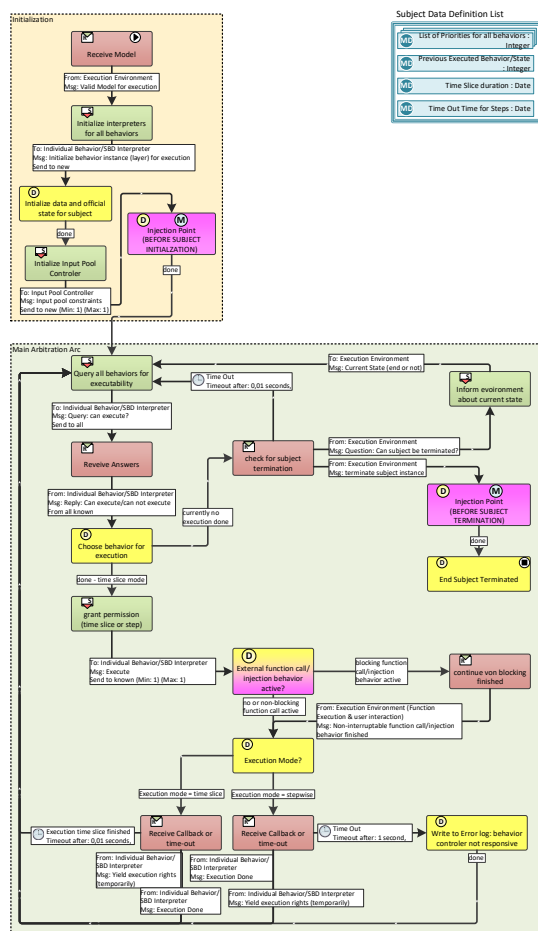 Initialization
Receive Model
From: Execution Environment
Msg: Valid Model for execution
Initialize interpreters
for all behaviors
To: Individual Behavior/SBD Interpreter
Msg: Initialize behavior instance (layer) for execution
Send to new
D
Intialize data and official
state for subject
done
Intialize Input Pool
Controler
To: Input Pool Controller
Msg: Input pool constraints
Send to new (Min: 1) (Max: 1)
D
M
Injection Point
(BEFORE SUBJECT
INITIALZATION)
done
Subject Data Definition List
MD
List of Priorities for all behaviors :
Integer
MD
Previous Executed Behavior/State
: Integer
MD
Time Slice duration : Date
MD
Time Out Time for Steps : Date
Main Arbitration Arc
Query all behaviors for
executability
Time Out
Timeout after: 0,01 seconds,
To: Execution Environment
Msg: Current State (end or not)
Inform evoironment
about current state
To: Individual Behavior/SBD Interpreter
Msg: Query: can execute?
Send to all
Reveive Answers
check for subject
termination
From: Execution Environment
Msg: Question: Can subject be terminated?
From: Execution Environment
Msg: terminate subject instance
From: Individual Behavior/SBD Interpreter
Msg: Reply: Can execute/can not execute
From all known
currently no
execution done
D
M
Injection Point
(BEFORE SUBJECT
TERMINATION)
done
D
Choose behavior for
execution
D
End Subject Terminated
done - time slice mode
grant permission
(time slice or step)
To: Individual Behavior/SBD Interpreter
Msg: Execute
Send to known (Min: 1) (Max: 1)
D
External function call/
injection behavior
active?
blocking function
call/injection
behavior active
continue von blocking
finished
no or non-blocking
function call active
From: Execution Environment (Function
Execution & user interaction)
Msg: Non-interruptable function call/injection
behavior finished
D
Execution Mode?
Execution mode = time slice
Execution mode = stepwise
Execution time slice finished
Timeout after: 0,01 seconds,
Receive Callback or
time-out
Receive Callback or
time-out
Time Out
Timeout after: 1 second,
D
Write to Error log: behavior
controler not responsive
done
From: Individual Behavior/
SBD Interpreter
Msg: Yield execution rights
(temporarily)
From: Individual Behavior/
SBD Interpreter
Msg: Execution Done
From: Individual Behavior/
SBD Interpreter
Msg: Execution Done
From: Individual Behavior/SBD Interpreter
Msg: Yield execution rights (temporarily)